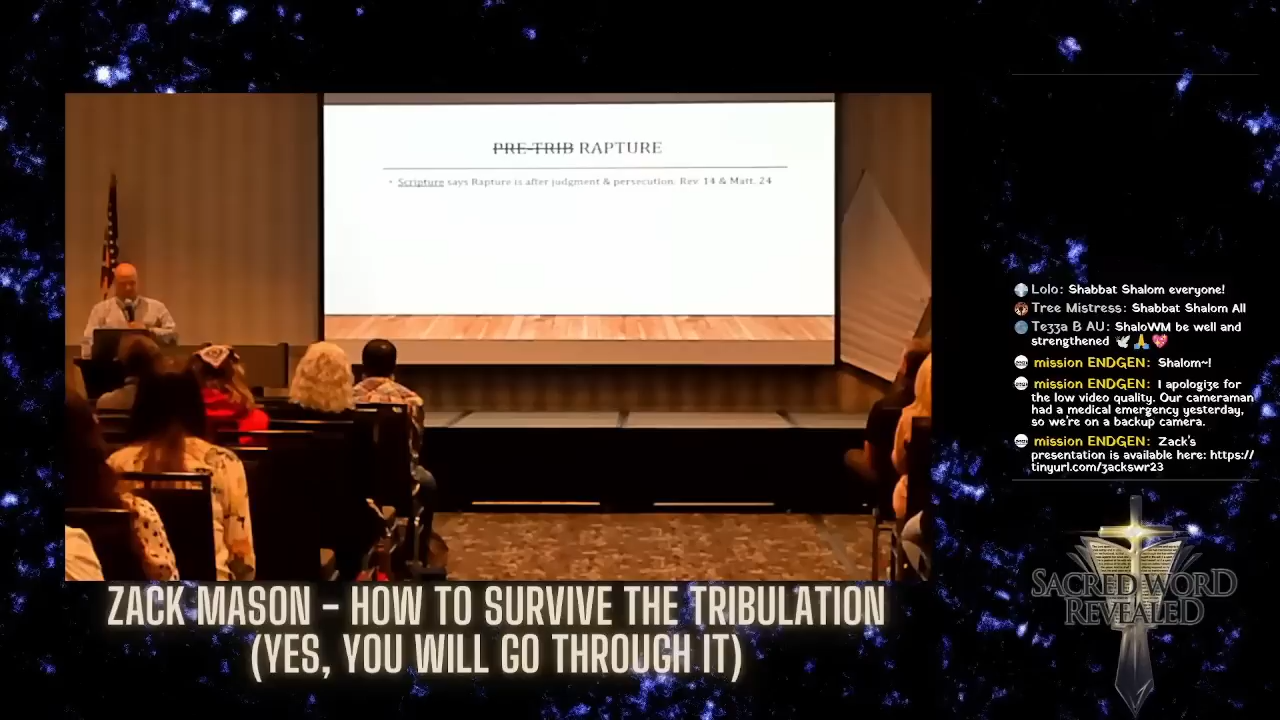 PRE-TRIB RAPTURE
• Scripture says Rapture is after judgment & persecution. Rev. 14 & Matt. 24
Lolo: Shabbat Shalom everyone!
Tree Mistress: Shabbat Shalom All
Tezza B AU: ShaloWM be well and
strengthened 🕊🙏💖
mission ENDGEN: Shalom~!
mission ENDGEN: I apologize for
the low video quality. Our cameraman
had a medical emergency yesterday,
so we're on a backup camera.
mission ENDGEN: Zack's
presentation is available here: https://
tinyurl.com/zackswr23
SACRED WORD
REVEALED
ZACK MASON - HOW TO SURVIVE THE TRIBULATION
(YES, YOU WILL GO THROUGH IT)